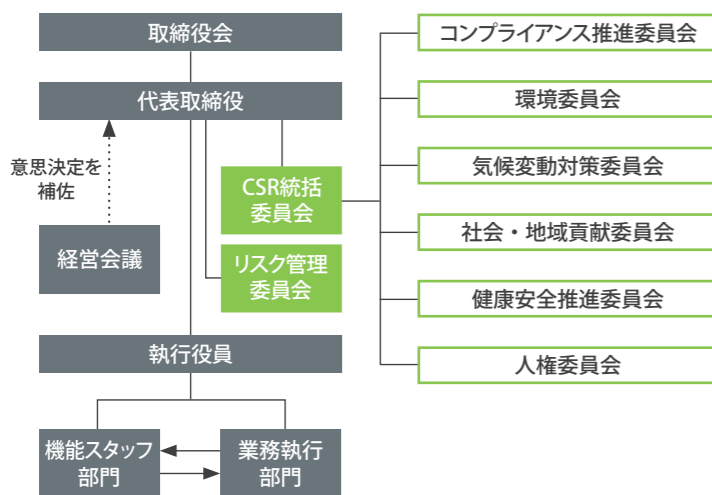 取締役会
代表取締役
意思決定を
補佐
経営会議
CSR統括
委員会
リスク管理
委員会
執行役員
機能スタッフ
部門
業務執行
部門
コンプライアンス推進委員会
環境委員会
気候変動対策委員会
社会・地域貢献委員会
健康安全推進委員会
人権委員会